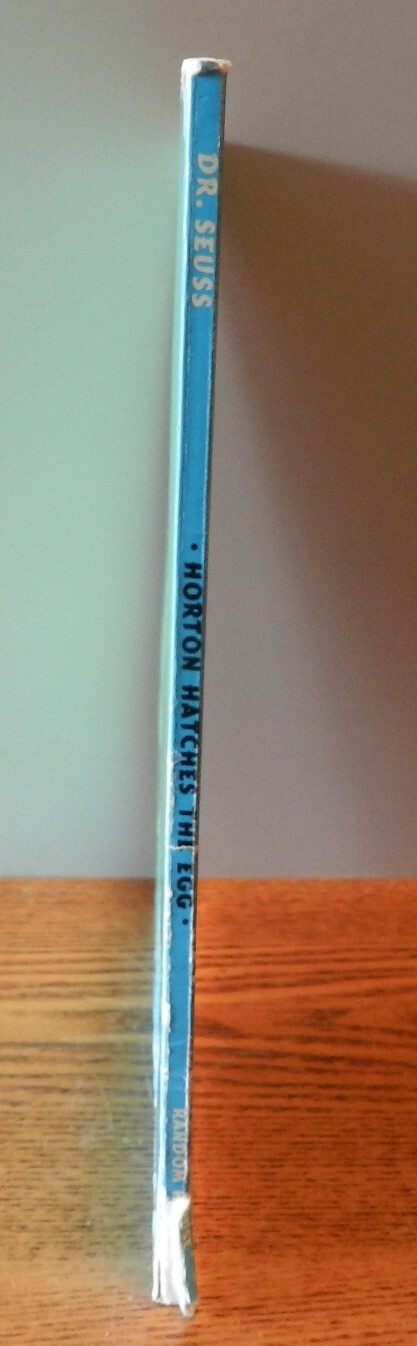 DR. SEUSS
· HORTON HATCHES THE EGG ·
RANDOM